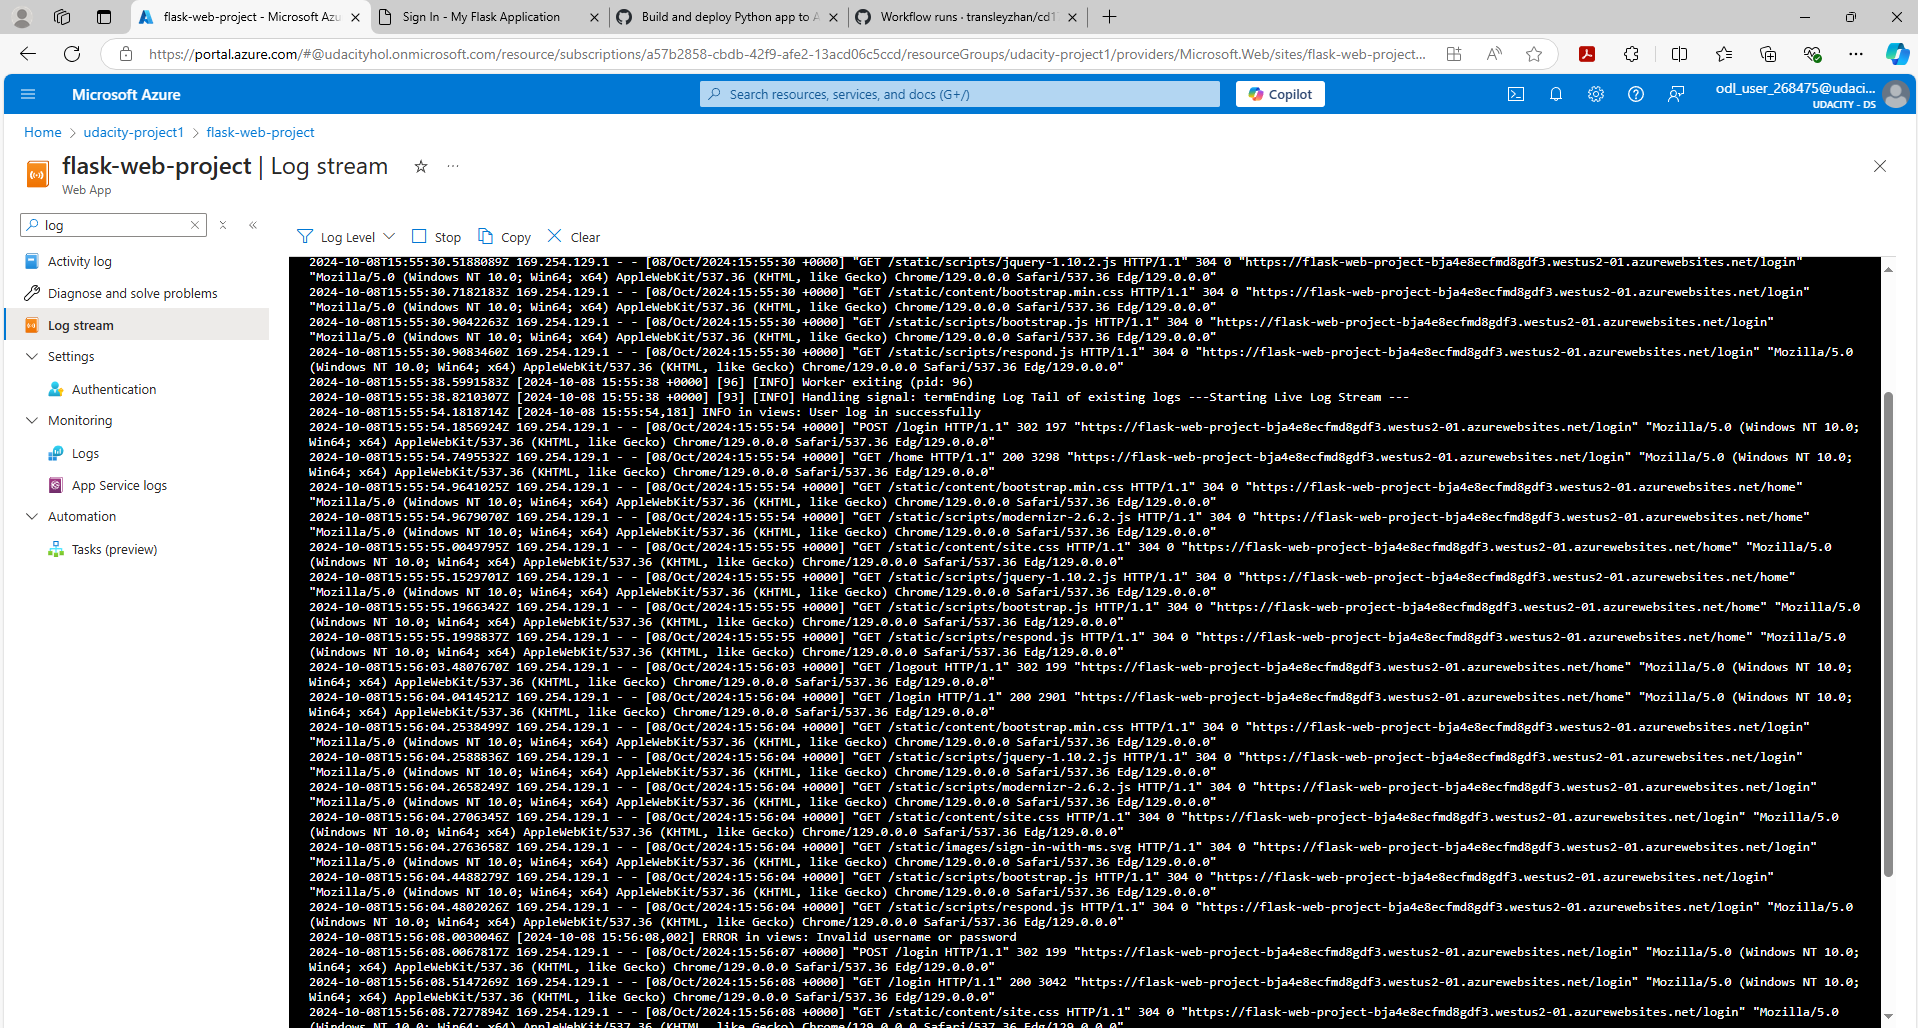 flask-web-project - Microsoft Azu
Sign In - My Flask Application
Build and deploy Python app to A
Workflow runs · transleyzhan/cd1
https://portal.azure.com/#@udacityhol.onmicrosoft.com/resource/subscriptions/a57b2858-cbdb-42f9-afe2-13acd06c5ccd/resourceGroups/udacity-project1/providers/Microsoft.Web/sites/flask-web-project...
Microsoft Azure
Search resources, services, and docs (G+/)
Copilot
odl_user_268475@udaci...
UDACITY - DS
Home > udacity-project1 > flask-web-project
flask-web-project | Log stream
Web App
log
Activity log
Diagnose and solve problems
Log stream
Settings
Authentication
Monitoring
Logs
App Service logs
Automation
Tasks (preview)
Log Level
Stop
Copy
Clear
2024-10-08T15:55:30.5188089Z 169.254.129.1 - - [08/Oct/2024:15:55:30 +0000] "GET /static/scripts/jquery-1.10.2.js HTTP/1.1" 304 0 "https://flask-web-project-bja4e8ecfmd8gdf3.westus2-01.azurewebsites.net/login"
"Mozilla/5.0 (Windows NT 10.0; Win64; x64) AppleWebKit/537.36 (KHTML, like Gecko) Chrome/129.0.0.0 Safari/537.36 Edg/129.0.0.0"
2024-10-08T15:55:30.7182183Z 169.254.129.1 - - [08/Oct/2024:15:55:30 +0000] "GET /static/content/bootstrap.min.css HTTP/1.1" 304 0 "https://flask-web-project-bja4e8ecfmd8gdf3.westus2-01.azurewebsites.net/login"
"Mozilla/5.0 (Windows NT 10.0; Win64; x64) AppleWebKit/537.36 (KHTML, like Gecko) Chrome/129.0.0.0 Safari/537.36 Edg/129.0.0.0"
2024-10-08T15:55:30.9042263Z 169.254.129.1 - - [08/Oct/2024:15:55:30 +0000] "GET /static/scripts/bootstrap.js HTTP/1.1" 304 0 "https://flask-web-project-bja4e8ecfmd8gdf3.westus2-01.azurewebsites.net/login"
"Mozilla/5.0 (Windows NT 10.0; Win64; x64) AppleWebKit/537.36 (KHTML, like Gecko) Chrome/129.0.0.0 Safari/537.36 Edg/129.0.0.0"
2024-10-08T15:55:30.9083460Z 169.254.129.1 - - [08/Oct/2024:15:55:30 +0000] "GET /static/scripts/respond.js HTTP/1.1" 304 0 "https://flask-web-project-bja4e8ecfmd8gdf3.westus2-01.azurewebsites.net/login" "Mozilla/5.0
(Windows NT 10.0; Win64; x64) AppleWebKit/537.36 (KHTML, like Gecko) Chrome/129.0.0.0 Safari/537.36 Edg/129.0.0.0"
2024-10-08T15:55:38.5991583Z [2024-10-08 15:55:38 +0000] [96] [INFO] Worker exiting (pid: 96)
2024-10-08T15:55:38.8210307Z [2024-10-08 15:55:38 +0000] [93] [INFO] Handling signal: termEnding Log Tail of existing logs ---Starting Live Log Stream ---
2024-10-08T15:55:54.1818714Z [2024-10-08 15:55:54,181] INFO in views: User log in successfully
2024-10-08T15:55:54.1856924Z 169.254.129.1 - - [08/Oct/2024:15:55:54 +0000] "POST /login HTTP/1.1" 302 197 "https://flask-web-project-bja4e8ecfmd8gdf3.westus2-01.azurewebsites.net/login" "Mozilla/5.0 (Windows NT 10.0;
Win64; x64) AppleWebKit/537.36 (KHTML, like Gecko) Chrome/129.0.0.0 Safari/537.36 Edg/129.0.0.0"
2024-10-08T15:55:54.7495532Z 169.254.129.1 - - [08/Oct/2024:15:55:54 +0000] "GET /home HTTP/1.1" 200 3298 "https://flask-web-project-bja4e8ecfmd8gdf3.westus2-01.azurewebsites.net/login" "Mozilla/5.0 (Windows NT 10.0;
Win64; x64) AppleWebKit/537.36 (KHTML, like Gecko) Chrome/129.0.0.0 Safari/537.36 Edg/129.0.0.0"
2024-10-08T15:55:54.9641025Z 169.254.129.1 - - [08/Oct/2024:15:55:54 +0000] "GET /static/content/bootstrap.min.css HTTP/1.1" 304 0 "https://flask-web-project-bja4e8ecfmd8gdf3.westus2-01.azurewebsites.net/home"
"Mozilla/5.0 (Windows NT 10.0; Win64; x64) AppleWebKit/537.36 (KHTML, like Gecko) Chrome/129.0.0.0 Safari/537.36 Edg/129.0.0.0"
2024-10-08T15:55:54.9679070Z 169.254.129.1 - - [08/Oct/2024:15:55:54 +0000] "GET /static/scripts/modernizr-2.6.2.js HTTP/1.1" 304 0 "https://flask-web-project-bja4e8ecfmd8gdf3.westus2-01.azurewebsites.net/home"
"Mozilla/5.0 (Windows NT 10.0; Win64; x64) AppleWebKit/537.36 (KHTML, like Gecko) Chrome/129.0.0.0 Safari/537.36 Edg/129.0.0.0"
2024-10-08T15:55:55.0049795Z 169.254.129.1 - - [08/Oct/2024:15:55:55 +0000] "GET /static/content/site.css HTTP/1.1" 304 0 "https://flask-web-project-bja4e8ecfmd8gdf3.westus2-01.azurewebsites.net/home" "Mozilla/5.0
(Windows NT 10.0; Win64; x64) AppleWebKit/537.36 (KHTML, like Gecko) Chrome/129.0.0.0 Safari/537.36 Edg/129.0.0.0"
2024-10-08T15:55:55.1529701Z 169.254.129.1 - - [08/Oct/2024:15:55:55 +0000] "GET /static/scripts/jquery-1.10.2.js HTTP/1.1" 304 0 "https://flask-web-project-bja4e8ecfmd8gdf3.westus2-01.azurewebsites.net/home"
"Mozilla/5.0 (Windows NT 10.0; Win64; x64) AppleWebKit/537.36 (KHTML, like Gecko) Chrome/129.0.0.0 Safari/537.36 Edg/129.0.0.0"
2024-10-08T15:55:55.1966342Z 169.254.129.1 - - [08/Oct/2024:15:55:55 +0000] "GET /static/scripts/bootstrap.js HTTP/1.1" 304 0 "https://flask-web-project-bja4e8ecfmd8gdf3.westus2-01.azurewebsites.net/home" "Mozilla/5.0
(Windows NT 10.0; Win64; x64) AppleWebKit/537.36 (KHTML, like Gecko) Chrome/129.0.0.0 Safari/537.36 Edg/129.0.0.0"
2024-10-08T15:55:55.1998837Z 169.254.129.1 - - [08/Oct/2024:15:55:55 +0000] "GET /static/scripts/respond.js HTTP/1.1" 304 0 "https://flask-web-project-bja4e8ecfmd8gdf3.westus2-01.azurewebsites.net/home" "Mozilla/5.0
(Windows NT 10.0; Win64; x64) AppleWebKit/537.36 (KHTML, like Gecko) Chrome/129.0.0.0 Safari/537.36 Edg/129.0.0.0"
2024-10-08T15:56:03.4807670Z 169.254.129.1 - - [08/Oct/2024:15:56:03 +0000] "GET /logout HTTP/1.1" 302 199 "https://flask-web-project-bja4e8ecfmd8gdf3.westus2-01.azurewebsites.net/home" "Mozilla/5.0 (Windows NT 10.0;
Win64; x64) AppleWebKit/537.36 (KHTML, like Gecko) Chrome/129.0.0.0 Safari/537.36 Edg/129.0.0.0"
2024-10-08T15:56:04.0414521Z 169.254.129.1 - - [08/Oct/2024:15:56:04 +0000] "GET /login HTTP/1.1" 200 2901 "https://flask-web-project-bja4e8ecfmd8gdf3.westus2-01.azurewebsites.net/home" "Mozilla/5.0 (Windows NT 10.0;
Win64; x64) AppleWebKit/537.36 (KHTML, like Gecko) Chrome/129.0.0.0 Safari/537.36 Edg/129.0.0.0"
2024-10-08T15:56:04.2538499Z 169.254.129.1 - - [08/Oct/2024:15:56:04 +0000] "GET /static/content/bootstrap.min.css HTTP/1.1" 304 0 "https://flask-web-project-bja4e8ecfmd8gdf3.westus2-01.azurewebsites.net/login"
"Mozilla/5.0 (Windows NT 10.0; Win64; x64) AppleWebKit/537.36 (KHTML, like Gecko) Chrome/129.0.0.0 Safari/537.36 Edg/129.0.0.0"
2024-10-08T15:56:04.2588836Z 169.254.129.1 - - [08/Oct/2024:15:56:04 +0000] "GET /static/scripts/jquery-1.10.2.js HTTP/1.1" 304 0 "https://flask-web-project-bja4e8ecfmd8gdf3.westus2-01.azurewebsites.net/login"
"Mozilla/5.0 (Windows NT 10.0; Win64; x64) AppleWebKit/537.36 (KHTML, like Gecko) Chrome/129.0.0.0 Safari/537.36 Edg/129.0.0.0"
2024-10-08T15:56:04.2658249Z 169.254.129.1 - - [08/Oct/2024:15:56:04 +0000] "GET /static/scripts/modernizr-2.6.2.js HTTP/1.1" 304 0 "https://flask-web-project-bja4e8ecfmd8gdf3.westus2-01.azurewebsites.net/login"
"Mozilla/5.0 (Windows NT 10.0; Win64; x64) AppleWebKit/537.36 (KHTML, like Gecko) Chrome/129.0.0.0 Safari/537.36 Edg/129.0.0.0"
2024-10-08T15:56:04.2706345Z 169.254.129.1 - - [08/Oct/2024:15:56:04 +0000] "GET /static/content/site.css HTTP/1.1" 304 0 "https://flask-web-project-bja4e8ecfmd8gdf3.westus2-01.azurewebsites.net/login" "Mozilla/5.0
(Windows NT 10.0; Win64; x64) AppleWebKit/537.36 (KHTML, like Gecko) Chrome/129.0.0.0 Safari/537.36 Edg/129.0.0.0"
2024-10-08T15:56:04.2763658Z 169.254.129.1 - - [08/Oct/2024:15:56:04 +0000] "GET /static/images/sign-in-with-ms.svg HTTP/1.1" 304 0 "https://flask-web-project-bja4e8ecfmd8gdf3.westus2-01.azurewebsites.net/login"
"Mozilla/5.0 (Windows NT 10.0; Win64; x64) AppleWebKit/537.36 (KHTML, like Gecko) Chrome/129.0.0.0 Safari/537.36 Edg/129.0.0.0"
2024-10-08T15:56:04.4488279Z 169.254.129.1 - - [08/Oct/2024:15:56:04 +0000] "GET /static/scripts/bootstrap.js HTTP/1.1" 304 0 "https://flask-web-project-bja4e8ecfmd8gdf3.westus2-01.azurewebsites.net/login"
"Mozilla/5.0 (Windows NT 10.0; Win64; x64) AppleWebKit/537.36 (KHTML, like Gecko) Chrome/129.0.0.0 Safari/537.36 Edg/129.0.0.0"
2024-10-08T15:56:04.4802026Z 169.254.129.1 - - [08/Oct/2024:15:56:04 +0000] "GET /static/scripts/respond.js HTTP/1.1" 304 0 "https://flask-web-project-bja4e8ecfmd8gdf3.westus2-01.azurewebsites.net/login" "Mozilla/5.0
(Windows NT 10.0; Win64; x64) AppleWebKit/537.36 (KHTML, like Gecko) Chrome/129.0.0.0 Safari/537.36 Edg/129.0.0.0"
2024-10-08T15:56:08.0030046Z [2024-10-08 15:56:08,002] ERROR in views: Invalid username or password
2024-10-08T15:56:08.0067817Z 169.254.129.1 - - [08/Oct/2024:15:56:07 +0000] "POST /login HTTP/1.1" 302 199 "https://flask-web-project-bja4e8ecfmd8gdf3.westus2-01.azurewebsites.net/login" "Mozilla/5.0 (Windows NT 10.0;
Win64; x64) AppleWebKit/537.36 (KHTML, like Gecko) Chrome/129.0.0.0 Safari/537.36 Edg/129.0.0.0"
2024-10-08T15:56:08.5147269Z 169.254.129.1 - - [08/Oct/2024:15:56:08 +0000] "GET /login HTTP/1.1" 200 3042 "https://flask-web-project-bja4e8ecfmd8gdf3.westus2-01.azurewebsites.net/login" "Mozilla/5.0 (Windows NT 10.0;
Win64; x64) AppleWebKit/537.36 (KHTML, like Gecko) Chrome/129.0.0.0 Safari/537.36 Edg/129.0.0.0"
2024-10-08T15:56:08.7277894Z 169.254.129.1 - - [08/Oct/2024:15:56:08 +0000] "GET /static/content/site.css HTTP/1.1" 304 0 "https://flask-web-project-bja4e8ecfmd8gdf3.westus2-01.azurewebsites.net/login" "Mozilla/5.0
(Windows NT 10.0; Win64; x64) AppleWebKit/537.36 (KHTML, like Gecko) Chrome/129.0.0.0 Safari/537.36 Edg/129.0.0.0"